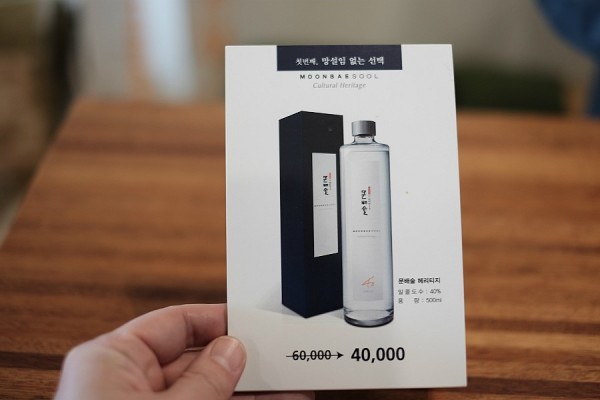 첫번째, 망설임 없는 선택
MOONBAESOOL
Cultural Heritage
문배술
문배술
MOONBAESOOL
문배술 헤리티지
알콜도수 : 40%
용 량 : 500ml
60,000 → 40,000